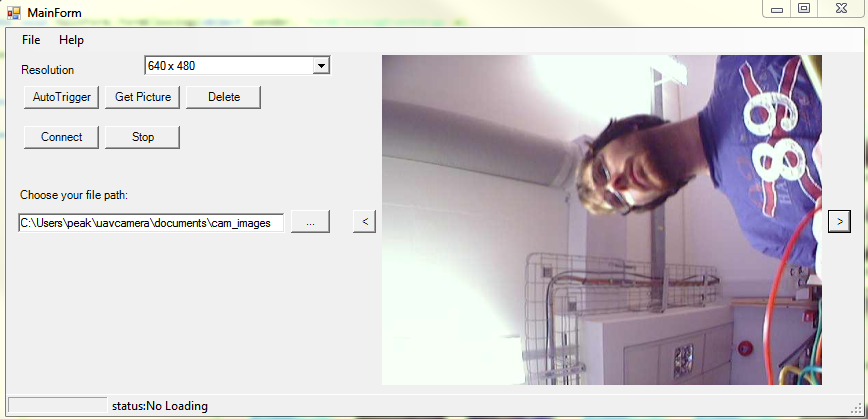 MainForm
File Help
Resolution 640 x 480
AutoTrigger Get Picture Delete
Connect Stop
Choose your file path:
C:\Users\peak\uavcamera\documents\cam_images ... < >
68
status:No Loading